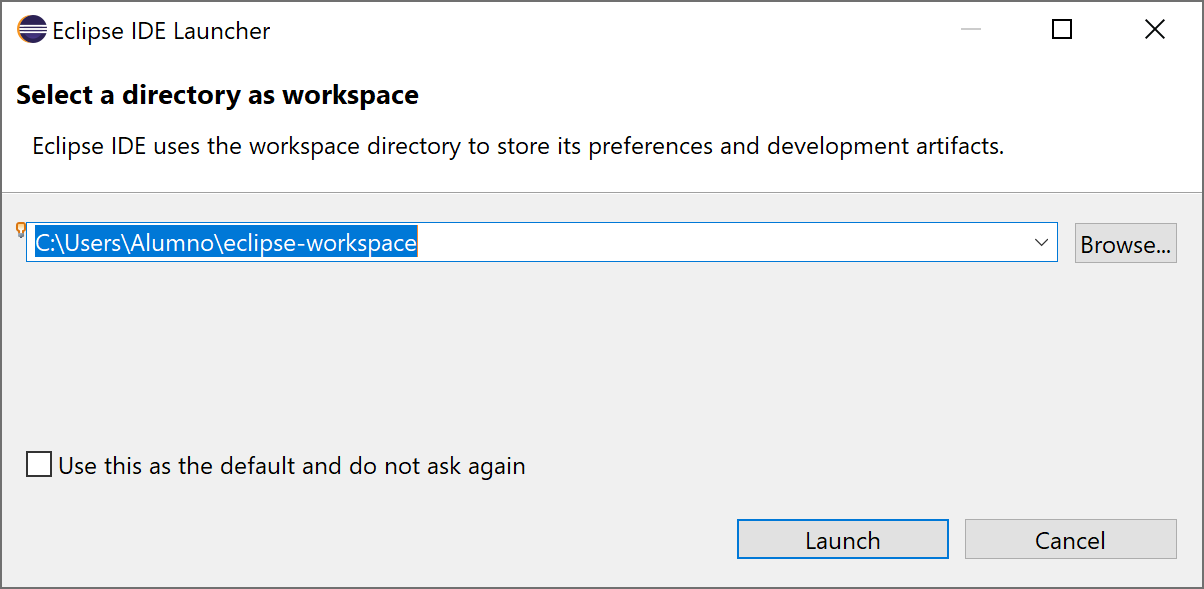 Eclipse IDE Launcher
Select a directory as workspace
Eclipse IDE uses the workspace directory to store its preferences and development artifacts.
C:\Users\Alumno\eclipse-workspace
Browse...
Use this as the default and do not ask again
Launch
Cancel